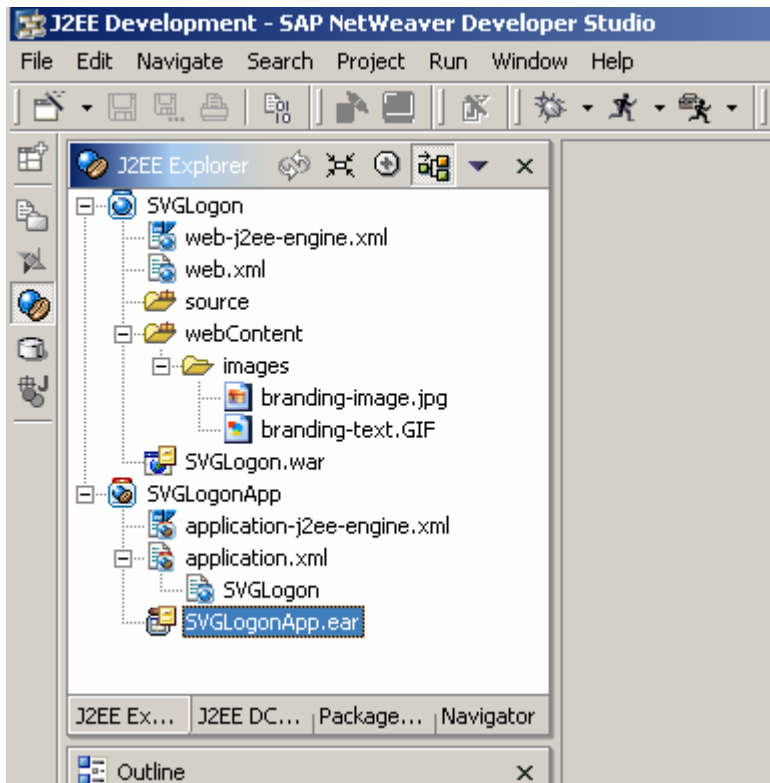 J2EE Development - SAP NetWeaver Developer Studio
File Edit Navigate Search Project Run Window Help
J2EE Explorer
SVGLogon
web-j2ee-engine.xml
web.xml
source
webContent
images
branding-image.jpg
branding-text.GIF
SVGLogon.war
SVGLogonApp
application-j2ee-engine.xml
application.xml
SVGLogon
SVGLogonApp.ear
J2EE Ex... J2EE DC... Package... Navigator
Outline